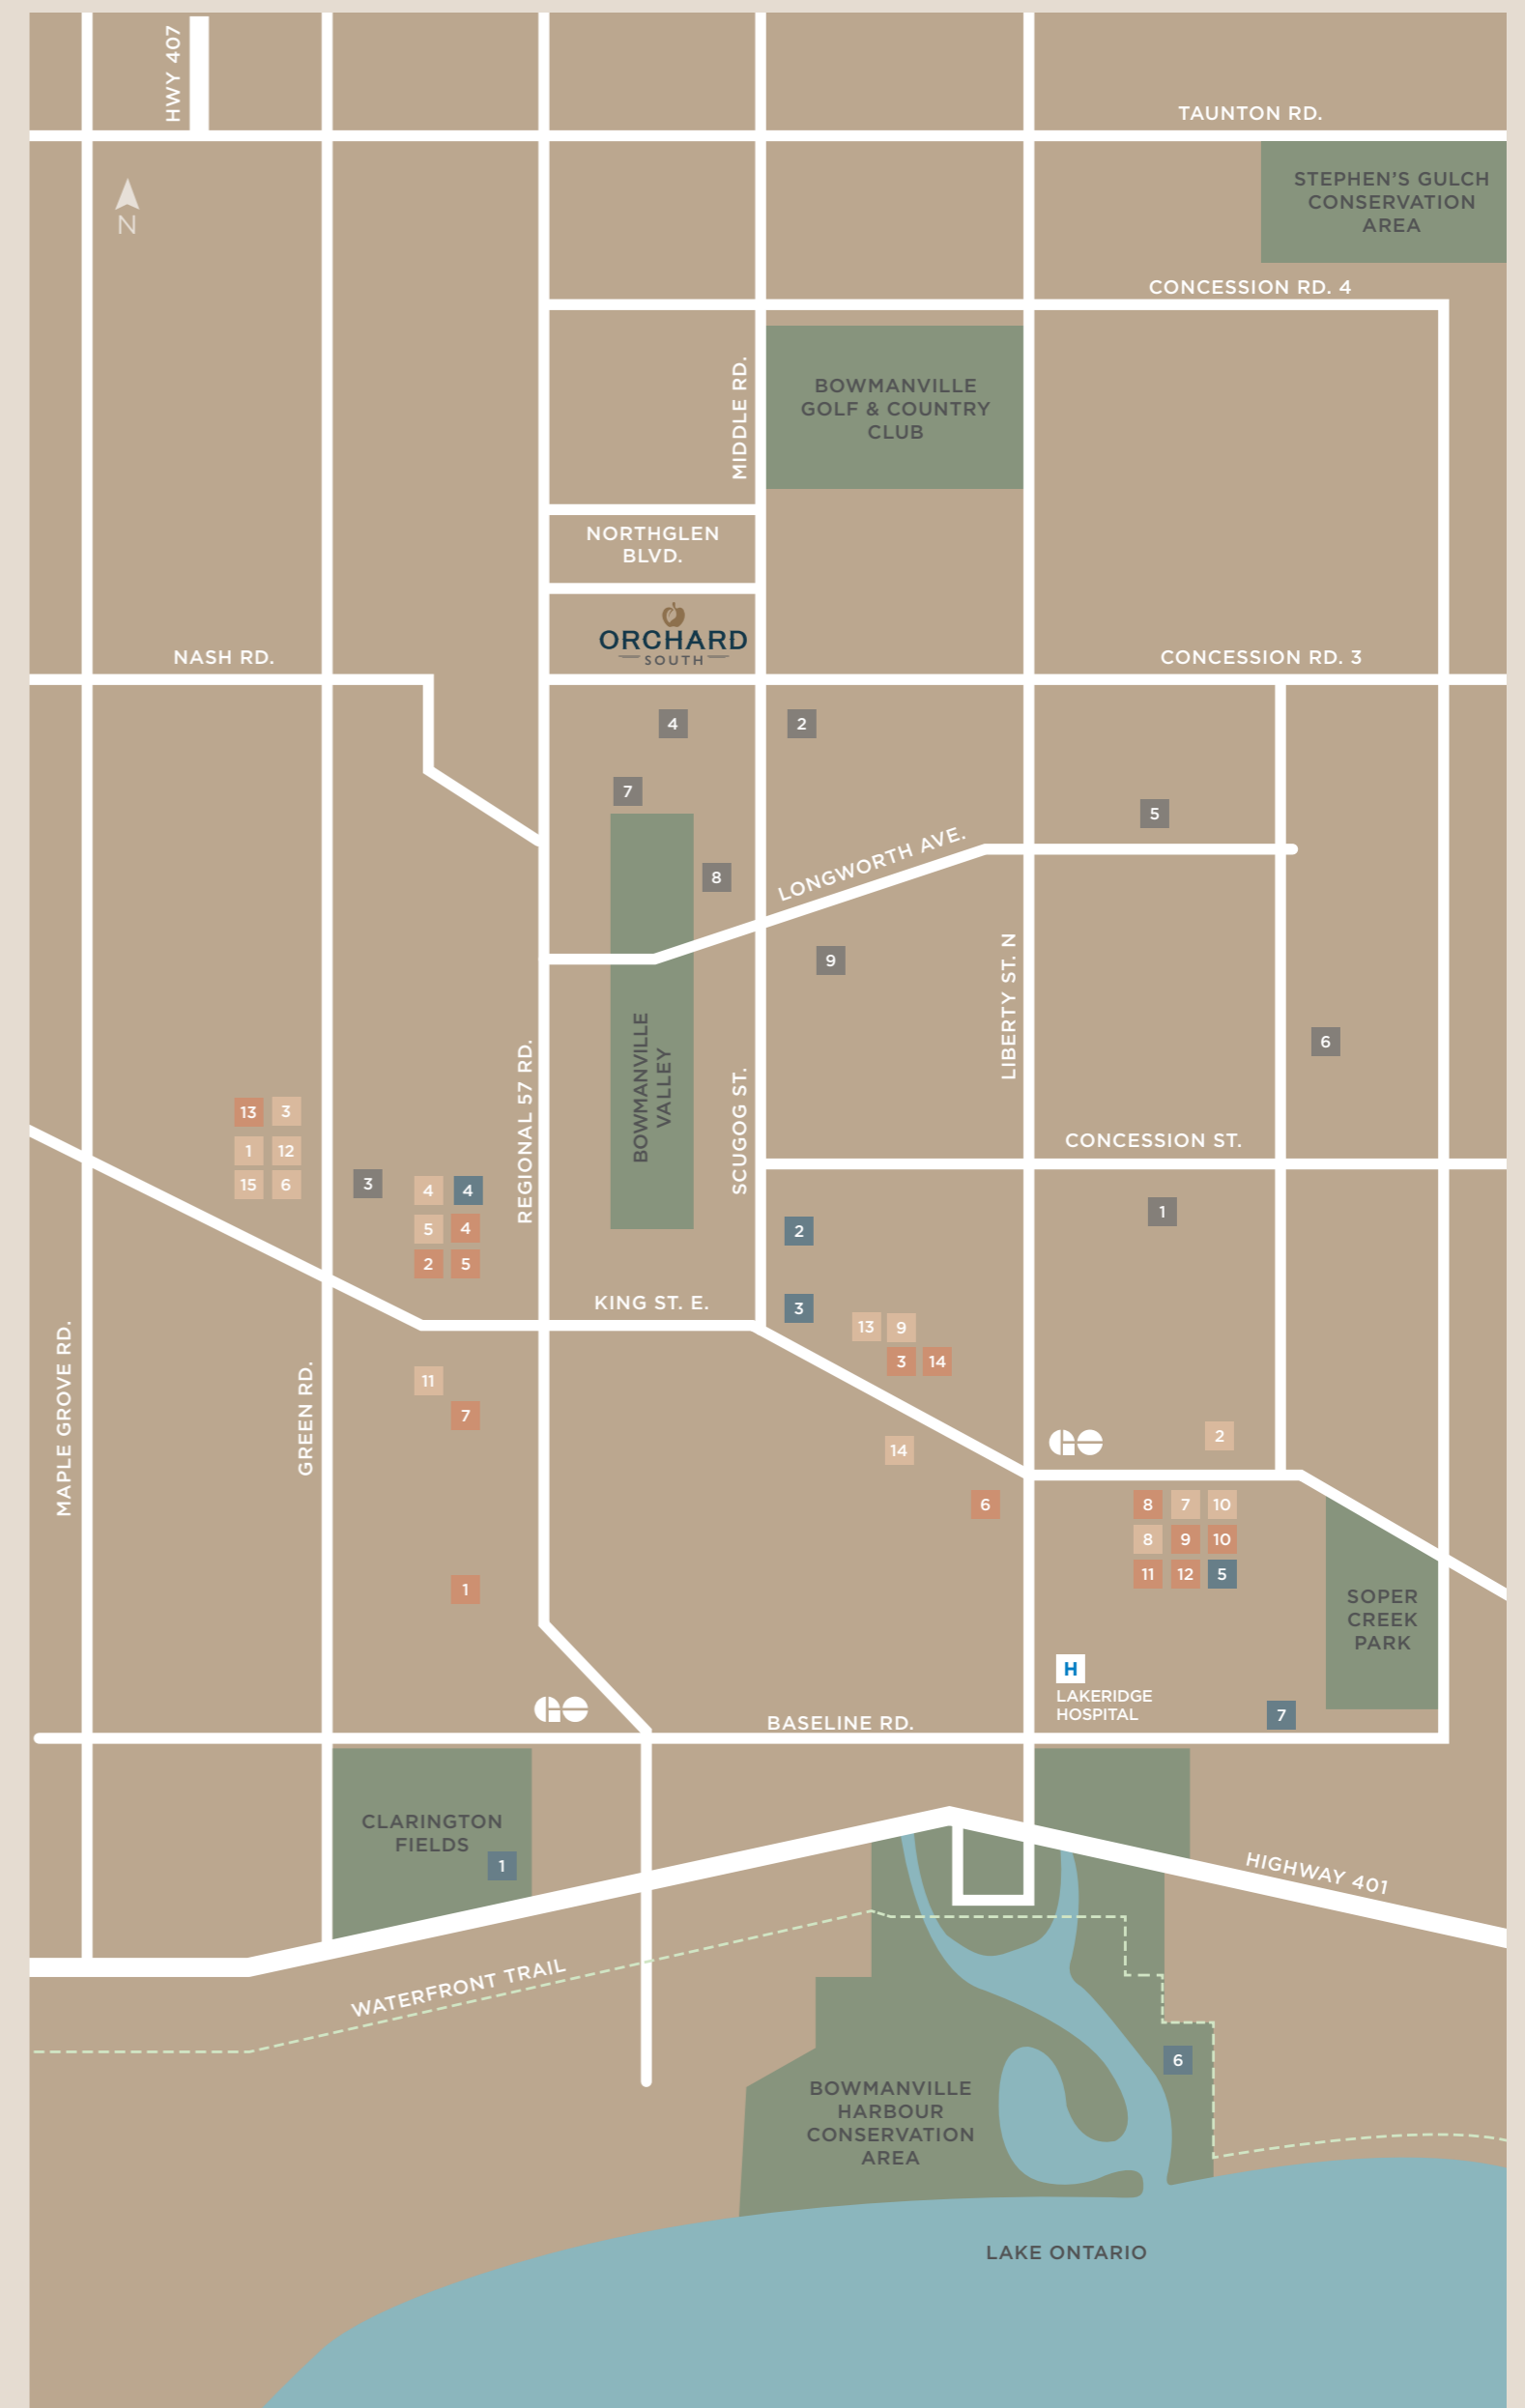 HWY 407
TAUNTON RD.
N
STEPHEN'S GULCH
CONSERVATION
AREA
CONCESSION RD. 4
MIDDLE RD.
BOWMANVILLE
GOLF & COUNTRY
CLUB
NORTHGLEN
BLVD.
ORCHARD
SOUTH
NASH RD.
CONCESSION RD. 3
4
2
7
5
8
LONGWORTH AVE.
9
LIBERTY ST. N
6
REGIONAL 57 RD.
BOWMANVILLE
VALLEY
SCUGOG ST.
13 3
1 12
15 6
3
4 4
5 4
2 5
CONCESSION ST.
1
2
3
KING ST. E.
13 9
3 14
MAPLE GROVE RD.
GREEN RD.
11
7
14
GO
2
6
8 7 10
8 9 10
11 12 5
1
SOPER
CREEK
PARK
H
LAKERIDGE
HOSPITAL
GO
BASELINE RD.
7
CLARINGTON
FIELDS
1
HIGHWAY 401
WATERFRONT TRAIL
6
BOWMANVILLE
HARBOUR
CONSERVATION
AREA
LAKE ONTARIO